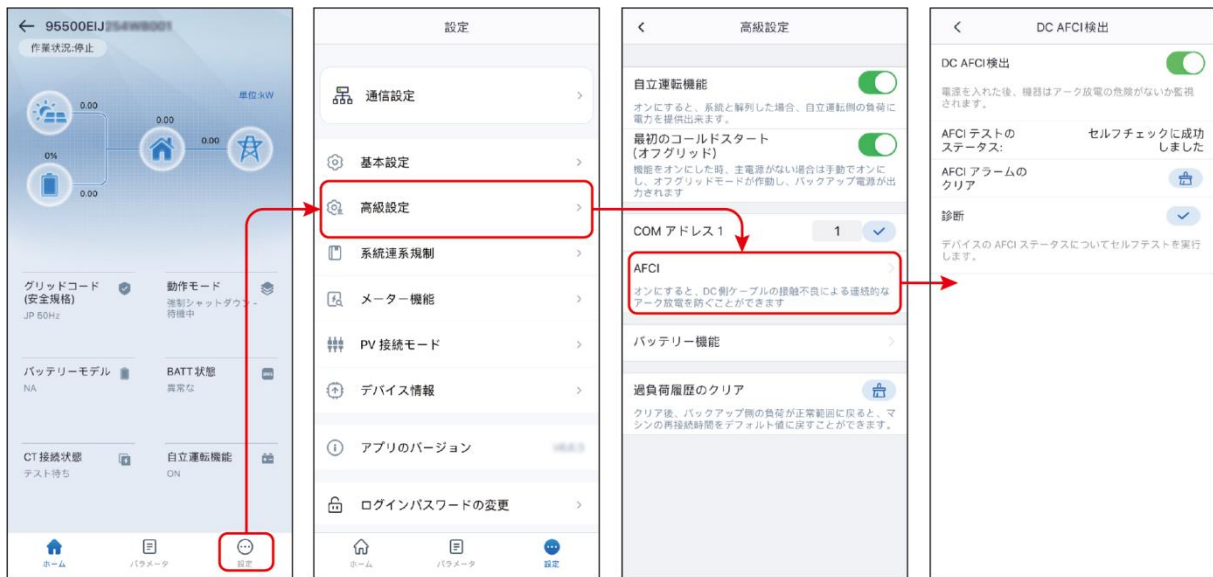 95500EIJ
作業状況:停止
単位:kW
0.00
0.00
0.00
0%
0.00
グリッドコード
(安全規格)
JP 50Hz
動作モード
強制シャットダウン -
待機中
バッテリーモデル
NA
BATT 状態
異常な
CT 接続状態
テスト待ち
自立運転機能
ON
ホーム
パラメータ
設定
設定
通信設定
基本設定
高級設定
系統連系規制
メーター機能
PV 接続モード
デバイス情報
アプリのバージョン
ログインパスワードの変更
ホーム
パラメータ
設定
高級設定
自立運転機能
オンにすると、系統と解列した場合、自立運転側の負荷に
電力を提供出来ます。
最初のコールドスタート
(オフグリッド)
機能をオンにした時、主電源がない場合は手動でオンに
し、オフグリッドモードが作動し、バックアップ電源が出
力されます
COM アドレス 1
1
AFCI
オンにすると、DC側ケーブルの接触不良による連続的な
アーク放電を防ぐことができます
バッテリー機能
過負荷履歴のクリア
クリア後、バックアップ側の負荷が正常範囲に戻ると、マ
シンの再接続時間をデフォルト値に戻すことができます。
DC AFCI検出
DC AFCI検出
電源を入れた後、機器はアーク放電の危険がないか監視
されます。
AFCI テストの
ステータス:
セルフチェックに成功
しました
AFCI アラームの
クリア
診断
デバイスの AFCI ステータスについてセルフテストを実行
します。